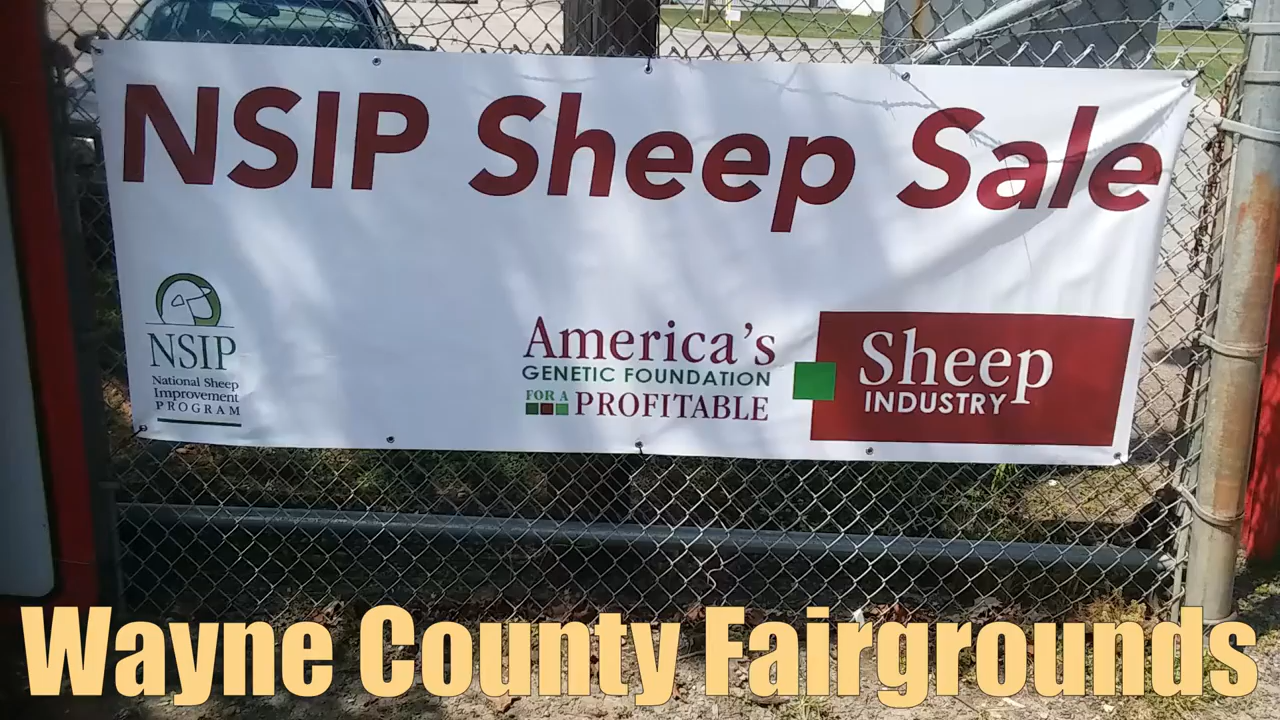 NSIP Sheep Sale
NSIP
National Sheep
Improvement
PROGRAM
America's
GENETIC FOUNDATION
FOR A PROFITABLE
Sheep
INDUSTRY
Wayne County Fairgrounds